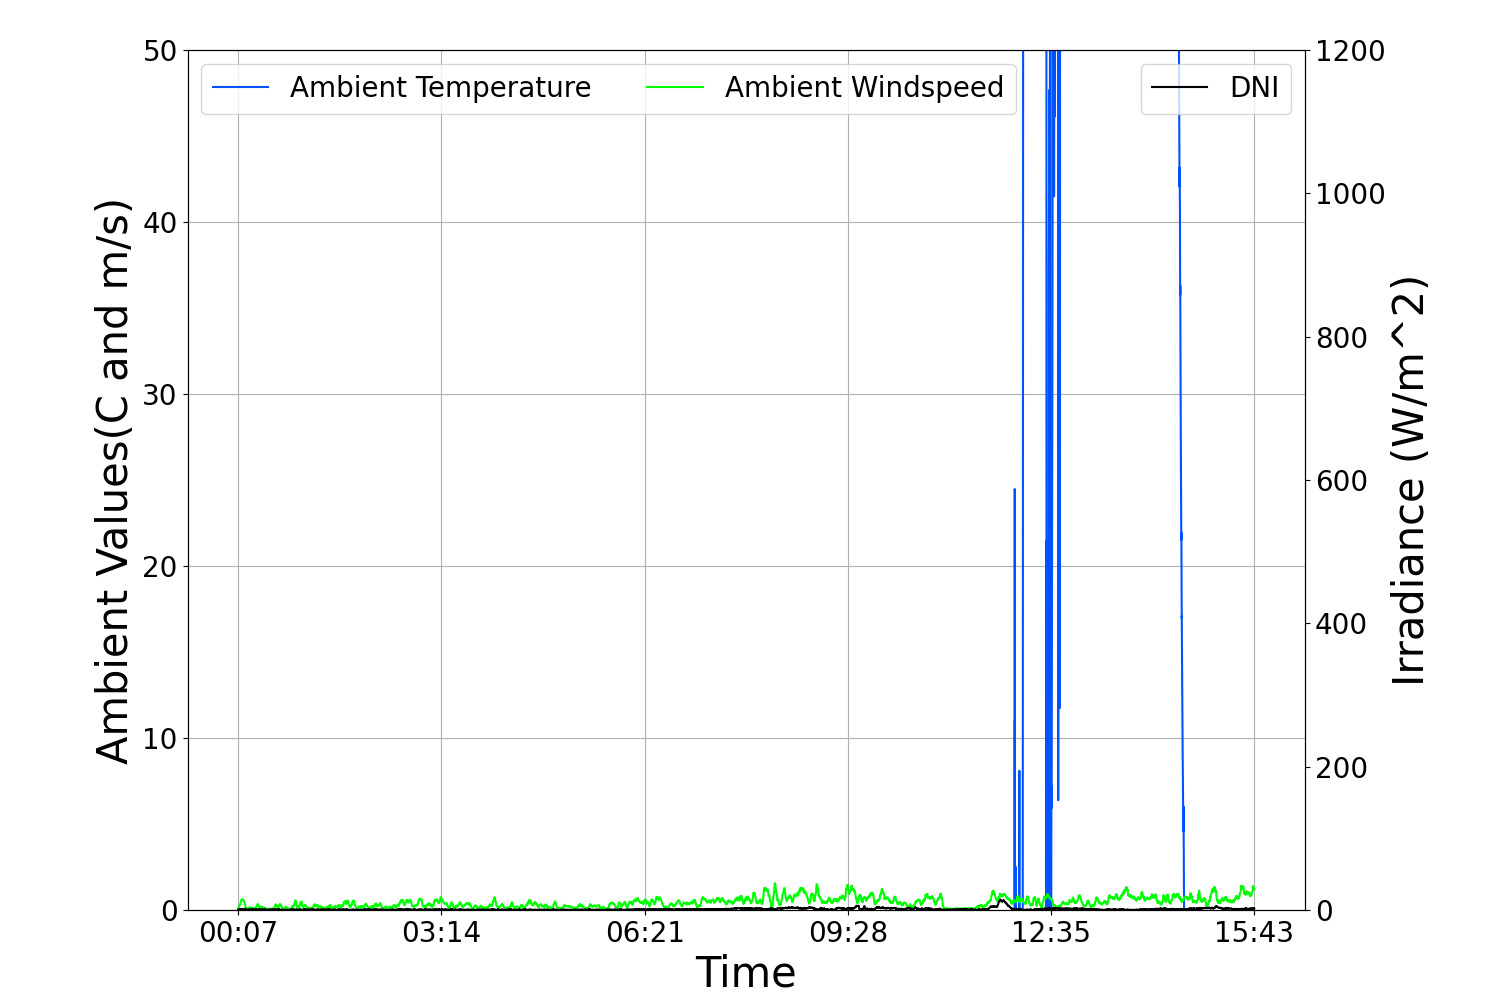 Ambient Temperature Ambient Windspeed DNI
Ambient Values(C and m/s)
50
40
30
20
10
0
1200
1000
800
600
400
200
0
Irradiance (W/m^2)
00:07 03:14 06:21 09:28 12:35 15:43
Time